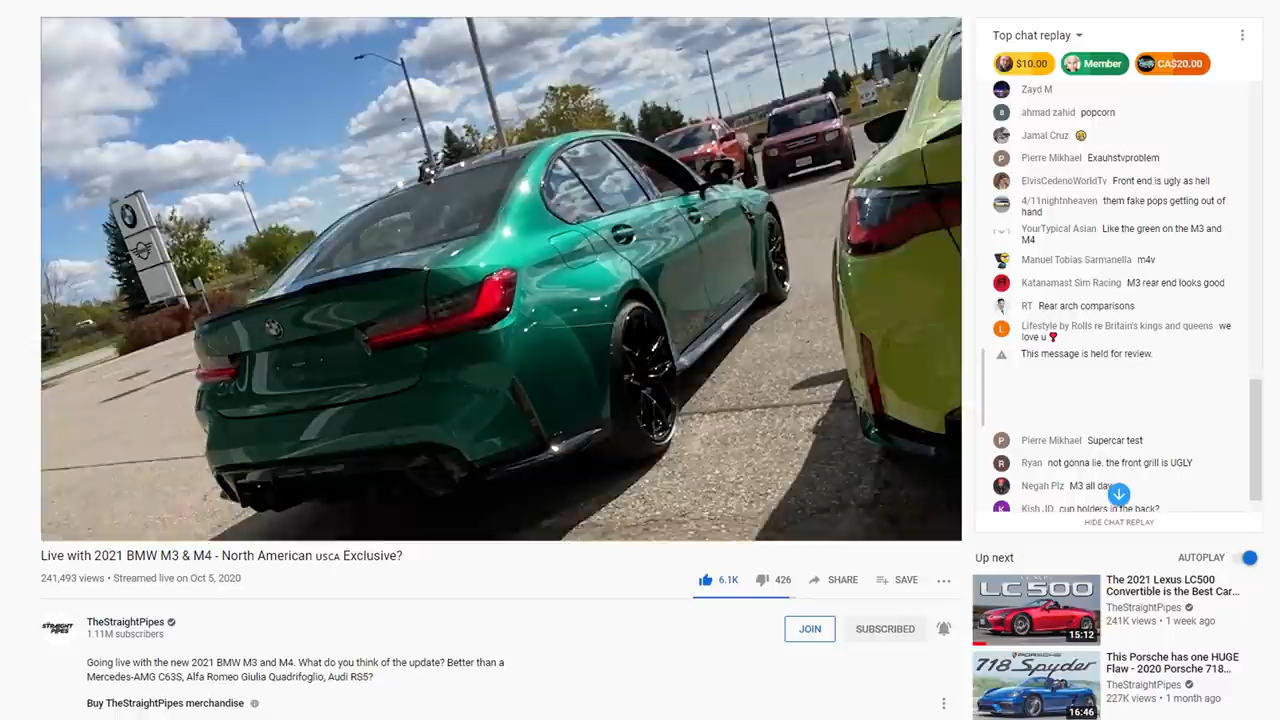 Top chat replay
$10.00
Member
CA$20.00
Zayd M
ahmad zahid popcorn
Jamal Cruz
Pierre Mikhael Exauhstvproblem
ElvisCedenoWorldTv Front end is ugly as hell
4/11nightnheaven them fake pops getting out of
hand
YourTypical Asian Like the green on the M3 and
M4
Manuel Tobias Sarmanella m4v
Katanamast Sim Racing M3 rear end looks good
RT Rear arch comparisons
Lifestyle by Rolls re Britain's kings and queens we
love u
This message is held for review.
Pierre Mikhael Supercar test
Ryan not gonna lie. the front grill is UGLY
Negah Plz M3 all day
Kish JD cup holders in the back?
HIDE CHAT REPLAY
Live with 2021 BMW M3 & M4 - North American USCA Exclusive?
241,493 views • Streamed live on Oct 5, 2020
6.1K
426
SHARE
SAVE
STRAIGHT
PIPES
TheStraightPipes
1.11M subscribers
JOIN
SUBSCRIBED
Going live with the new 2021 BMW M3 and M4. What do you think of the update? Better than a
Mercedes-AMG C63S, Alfa Romeo Giulia Quadrifoglio, Audi RS5?
Buy TheStraightPipes merchandise
Up next
AUTOPLAY
LC 500
15:12
The 2021 Lexus LC500
Convertible is the Best Car...
TheStraightPipes
241K views • 1 week ago
PORSCHE
718 Spyder
16:46
This Porsche has one HUGE
Flaw - 2020 Porsche 718...
TheStraightPipes
227K views • 1 month ago